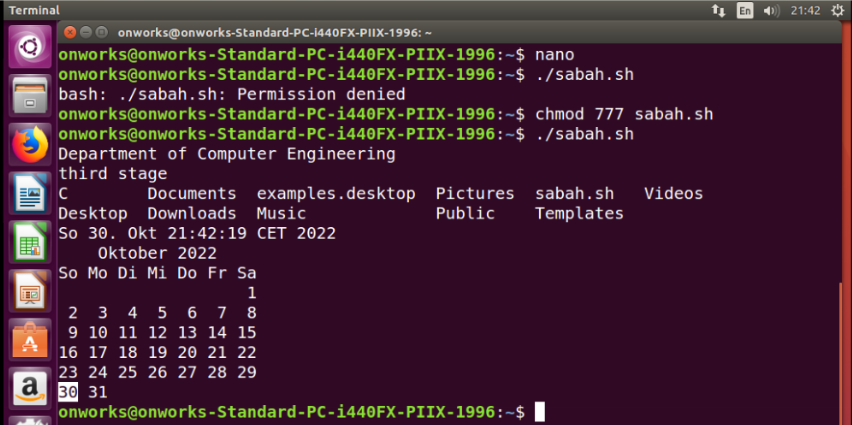 Terminal
En
21:42
onworks@onworks-Standard-PC-i440FX-PIIX-1996: ~
onworks@onworks-Standard-PC-i440FX-PIIX-1996:~$ nano
onworks@onworks-Standard-PC-i440FX-PIIX-1996:~$ ./sabah.sh
bash: ./sabah.sh: Permission denied
onworks@onworks-Standard-PC-i440FX-PIIX-1996:~$ chmod 777 sabah.sh
onworks@onworks-Standard-PC-i440FX-PIIX-1996:~$ ./sabah.sh
Department of Computer Engineering
third stage
C        Documents  examples.desktop  Pictures  sabah.sh   Videos
Desktop  Downloads  Music             Public    Templates
So 30. Okt 21:42:19 CET 2022
    Oktober 2022
So Mo Di Mi Do Fr Sa
                   1
 2  3  4  5  6  7  8
 9 10 11 12 13 14 15
16 17 18 19 20 21 22
23 24 25 26 27 28 29
30 31
onworks@onworks-Standard-PC-i440FX-PIIX-1996:~$